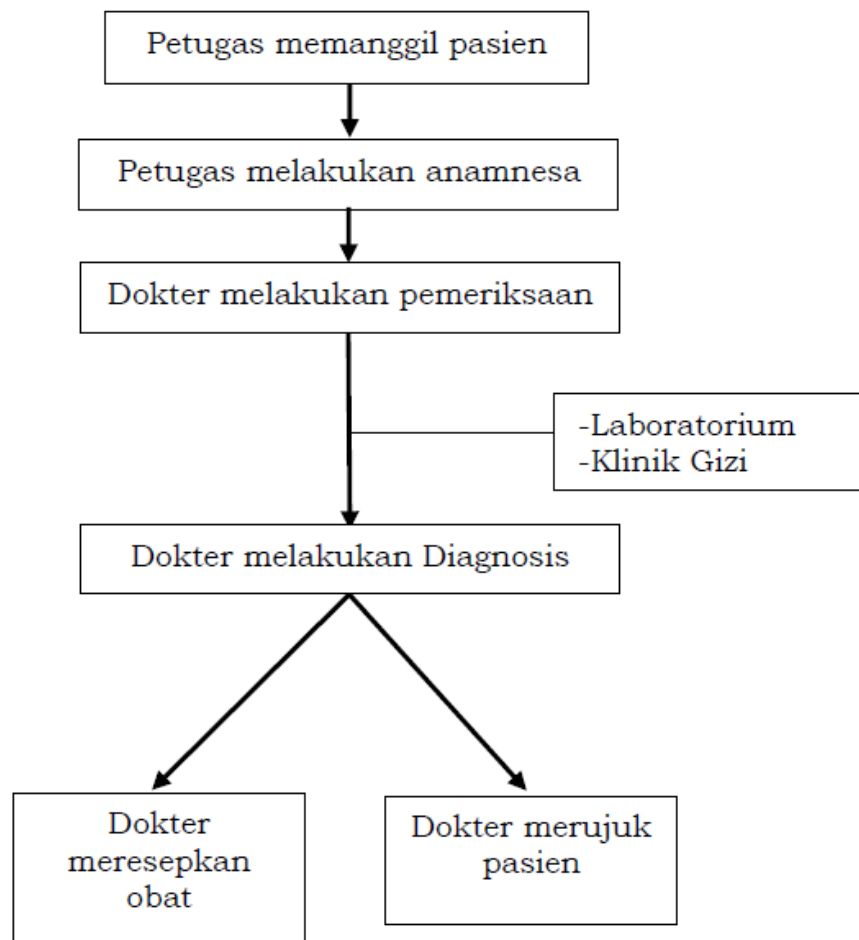 Petugas memanggil pasien
Petugas melakukan anamnesa
Dokter melakukan pemeriksaan
-Laboratorium
-Klinik Gizi
Dokter melakukan Diagnosis
Dokter
meresepkan
obat
Dokter merujuk
pasien